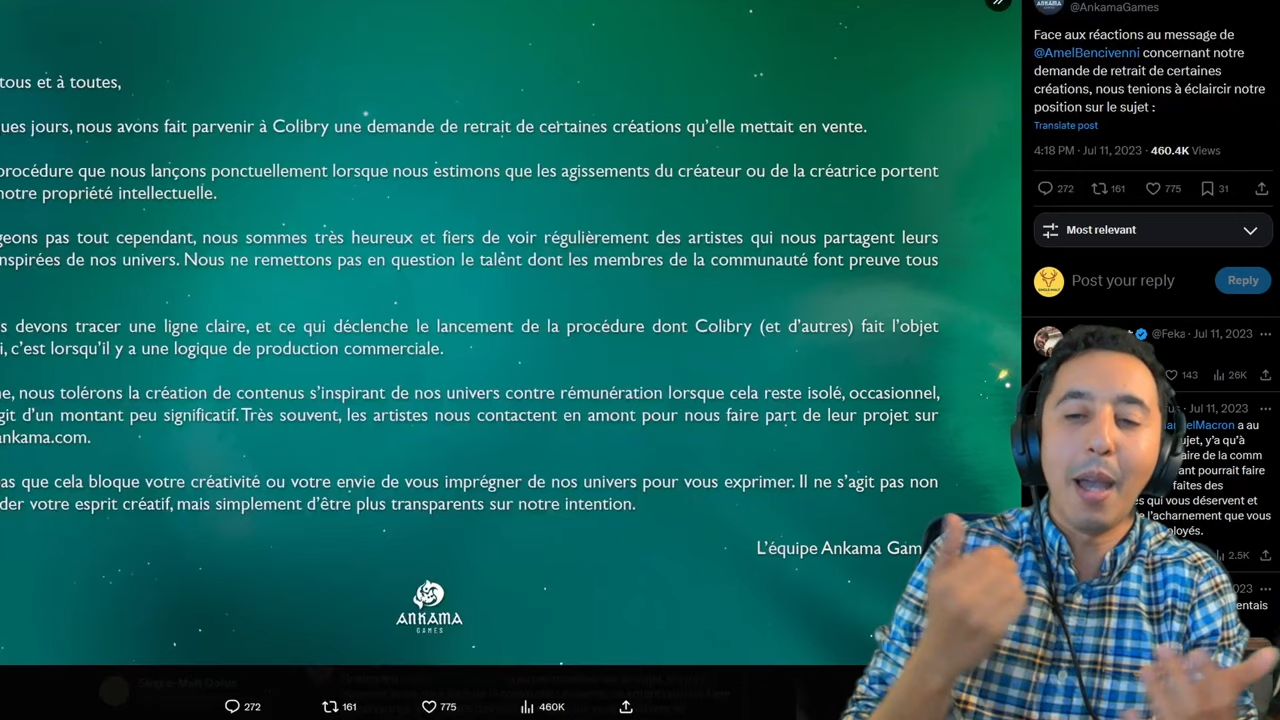 tous et à toutes,
ues jours, nous avons fait parvenir à Colibry une demande de retrait de certaines créations qu'elle mettait en vente.
procédure que nous lançons ponctuellement lorsque nous estimons que les agissements du créateur ou de la créatrice portent
notre propriété intellectuelle.
geons pas tout cependant, nous sommes très heureux et fiers de voir régulièrement des artistes qui nous partagent leurs
nspirées de nos univers. Nous ne remettons pas en question le talent dont les membres de la communauté font preuve tous
s devons tracer une ligne claire, et ce qui déclenche le lancement de la procédure dont Colibry (et d'autres) fait l'objet
i, c'est lorsqu'il y a une logique de production commerciale.
ne, nous tolérons la création de contenus s'inspirant de nos univers contre rémunération lorsque cela reste isolé, occasionnel,
git d'un montant peu significatif. Très souvent, les artistes nous contactent en amont pour nous faire part de leur projet sur
ankama.com.
as que cela bloque votre créativité ou votre envie de vous imprégner de nos univers pour vous exprimer. Il ne s'agit pas non
der votre esprit créatif, mais simplement d'être plus transparents sur notre intention.
L'équipe Ankama Gam
ANKAMA
GAMES
272
161
775
460K
@AnkamaGames
Face aux réactions au message de
@AmelBencivenni concernant notre
demande de retrait de certaines
créations, nous tenions à éclaircir notre
position sur le sujet :
Translate post
4:18 PM · Jul 11, 2023 · 460.4K Views
272
161
775
31
Most relevant
Post your reply
Reply
@Feka · Jul 11, 2023
143
26K
Jul 11, 2023
elMacron a au
ujet, y'a qu'à
aire de la comm
ant pourrait faire
faites des
s qui vous déservent et
l'acharnement que vous
ployés.
2.5K
2023
entais